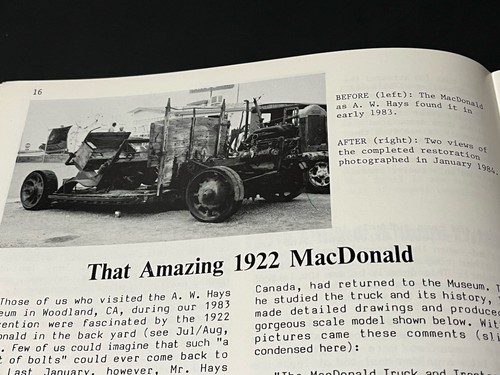 16
BEFORE (left): The MacDonald
as A. W. Hays found it in
early 1983.
AFTER (right): Two views of
the completed restoration
photographed in January 1984.
That Amazing 1922 MacDonald
Those of us who visited the A. W. Hays
eum in Woodland, CA, during our 1983
vention were fascinated by the 1922
onald in the back yard (see Jul/Aug,
. Few of us could imagine that such "a
t of bolts" could ever come back to
Last January, however, Mr. Hays
Canada, had returned to the Museum. T
he studied the truck and its history,
made detailed drawings and produced
gorgeous scale model shown below. Wit
pictures came these comments (sli
condensed here):
"The MacDonald Truck and